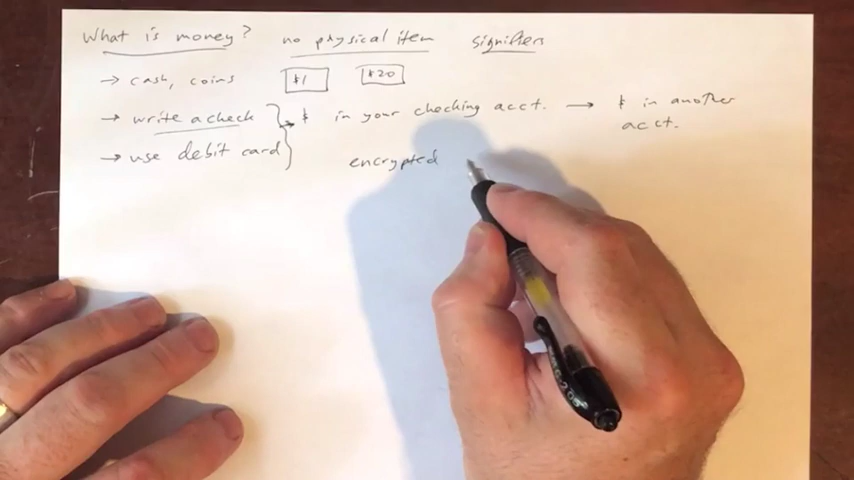 What is money? no physical item signifiers
→ cash, coins $1 $20
→ write a check $ in your checking acct. → $ in another
acct.
→ use debit card
encrypted